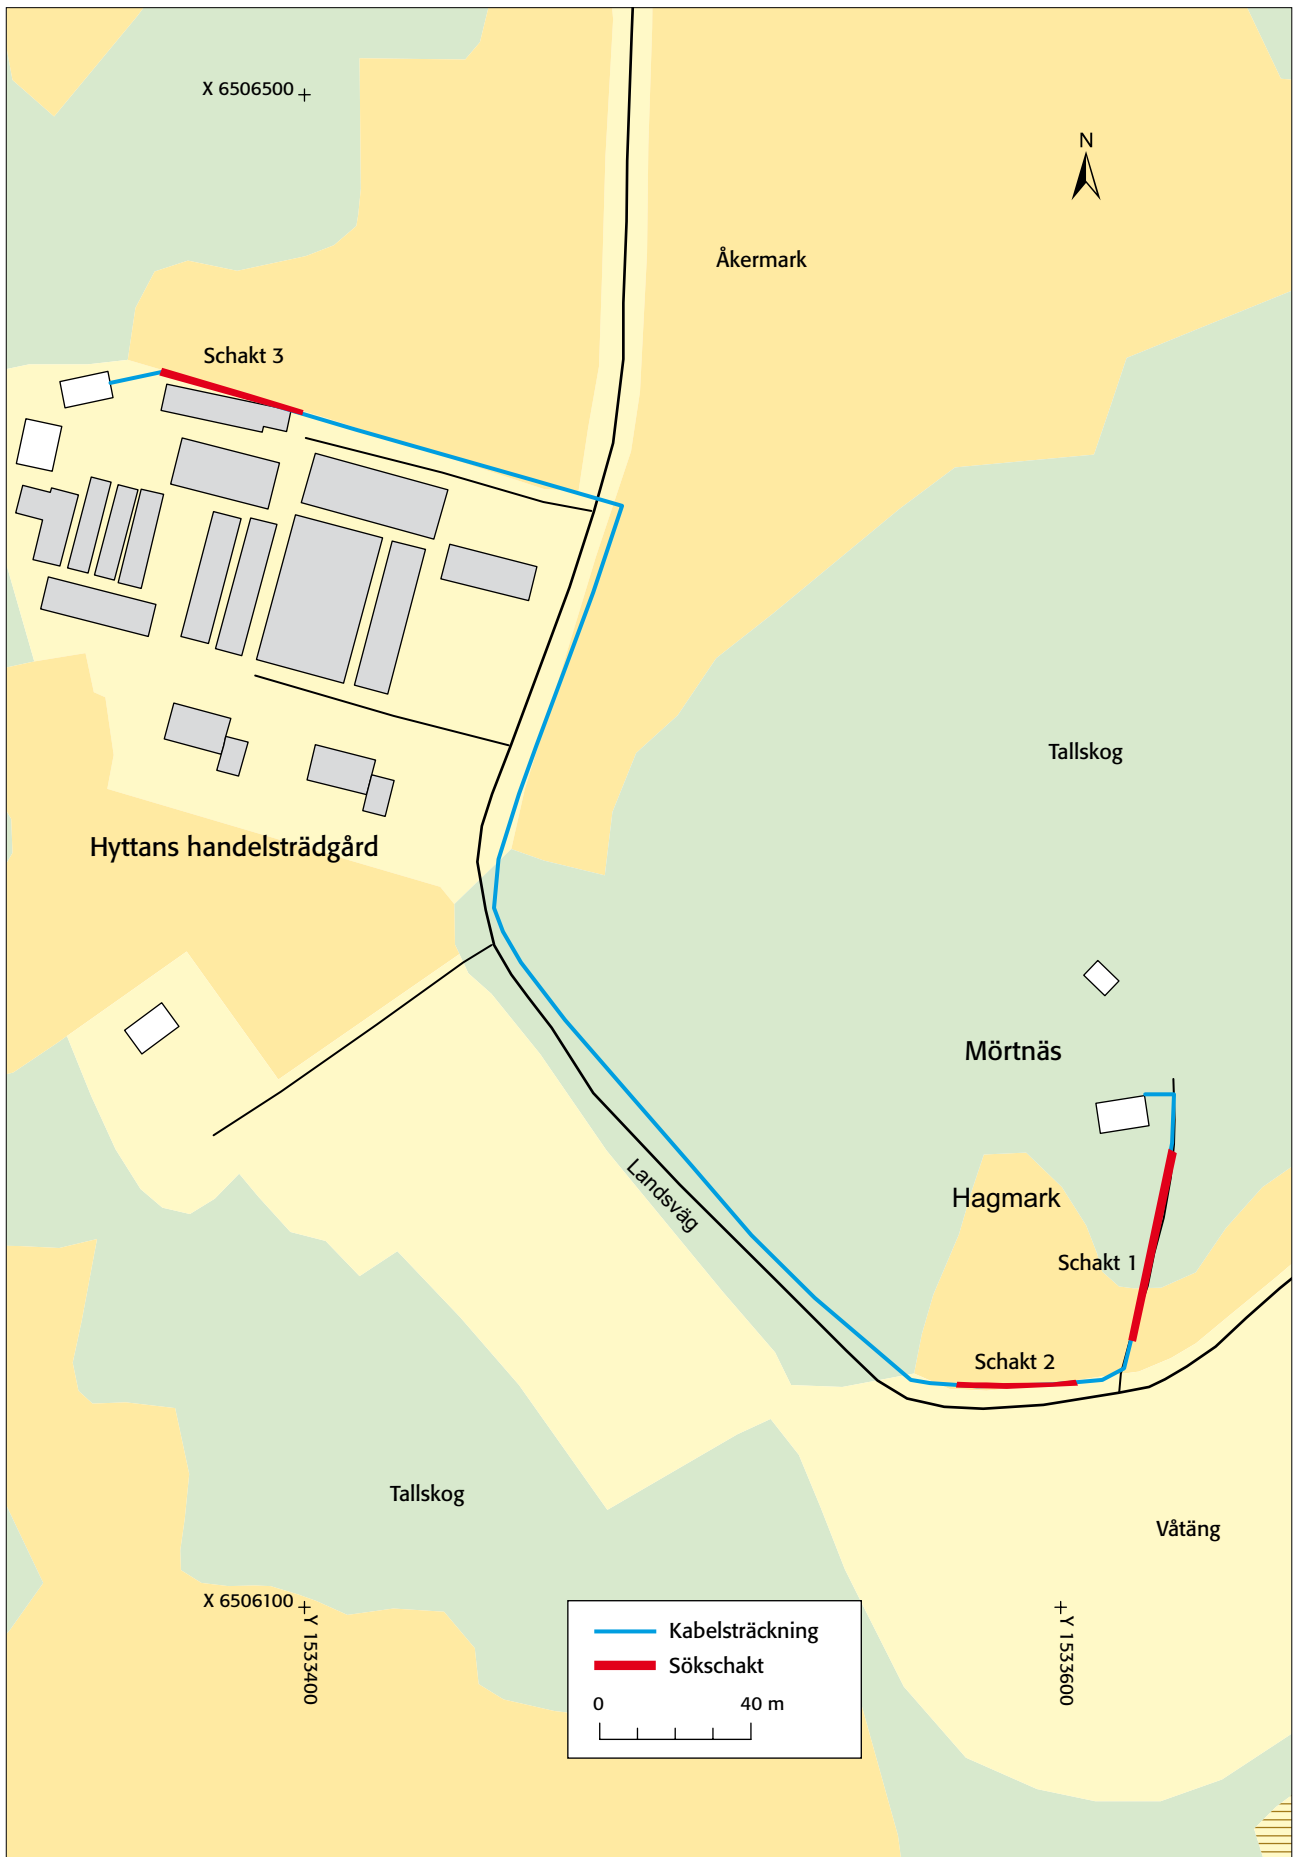 X 6506500
N
Åkermark
Schakt 3
Tallskog
Hyttans handelsträdgård
Mörtnäs
Landsväg
Hagmark
Schakt 1
Schakt 2
Tallskog
Våtäng
X 6506100
Y 1533400
Y 1533600
Kabelsträckning
Sökschakt
0 40 m